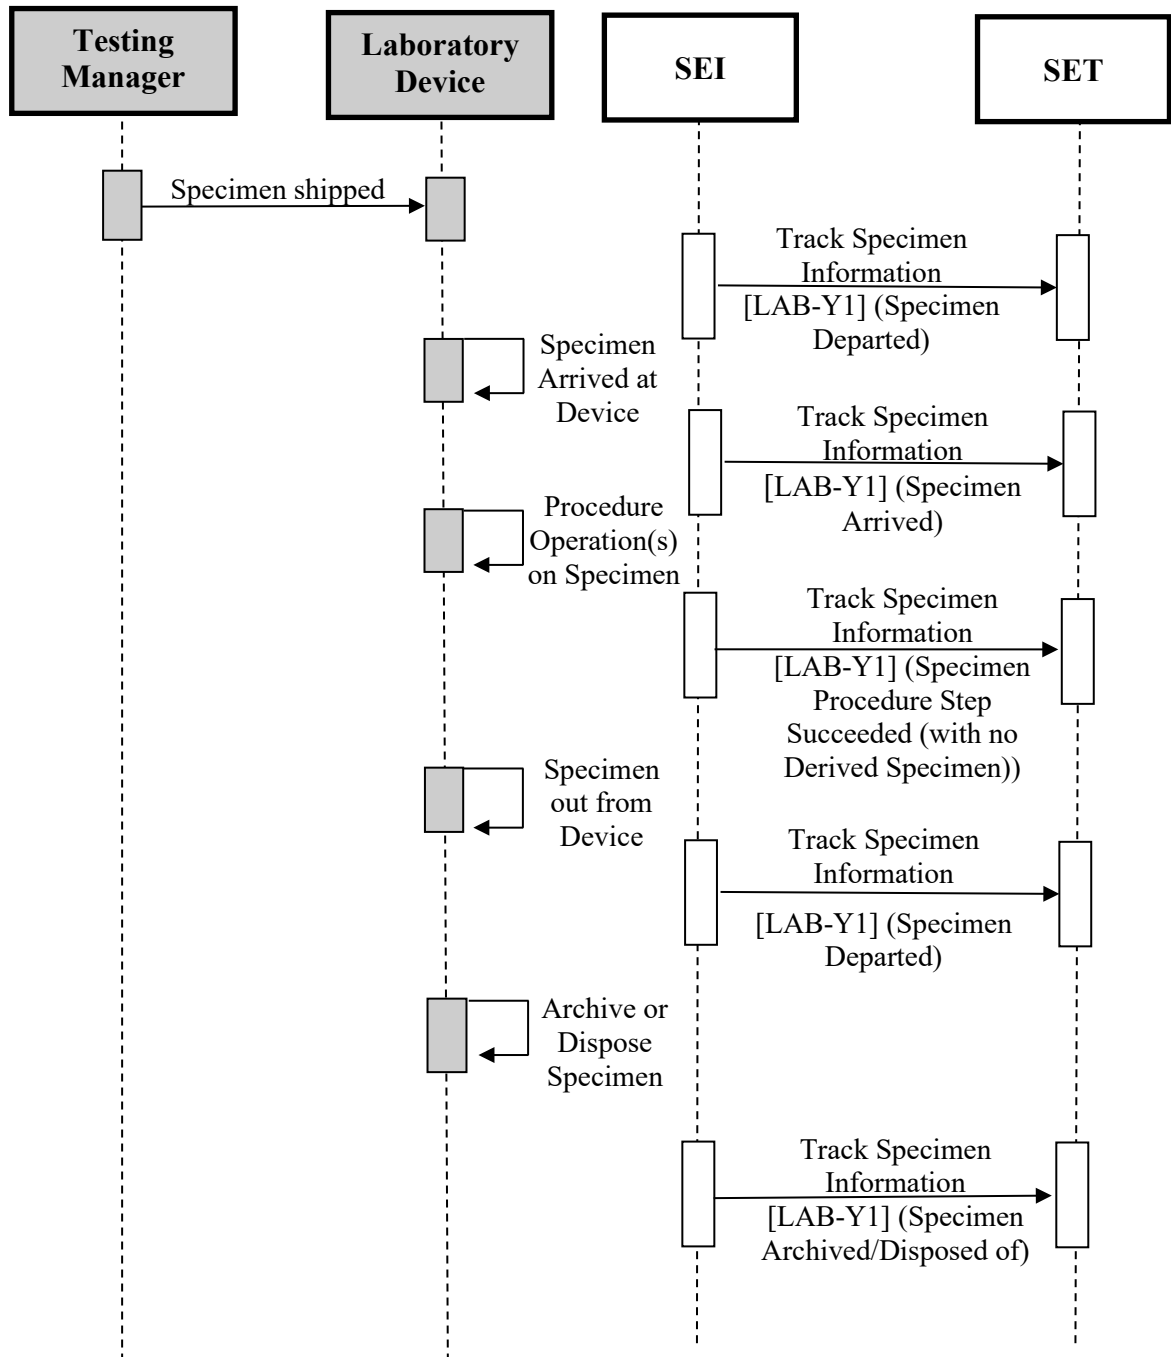 Testing
Manager
Laboratory
Device
SEI
SET
Specimen shipped
Track Specimen
Information
[LAB-Y1] (Specimen
Departed)
Specimen
Arrived at
Device
Track Specimen
Information
[LAB-Y1] (Specimen
Arrived)
Procedure
Operation(s)
on Specimen
Track Specimen
Information
[LAB-Y1] (Specimen
Procedure Step
Succeeded (with no
Derived Specimen))
Specimen
out from
Device
Track Specimen
Information
[LAB-Y1] (Specimen
Departed)
Archive or
Dispose
Specimen
Track Specimen
Information
[LAB-Y1] (Specimen
Archived/Disposed of)